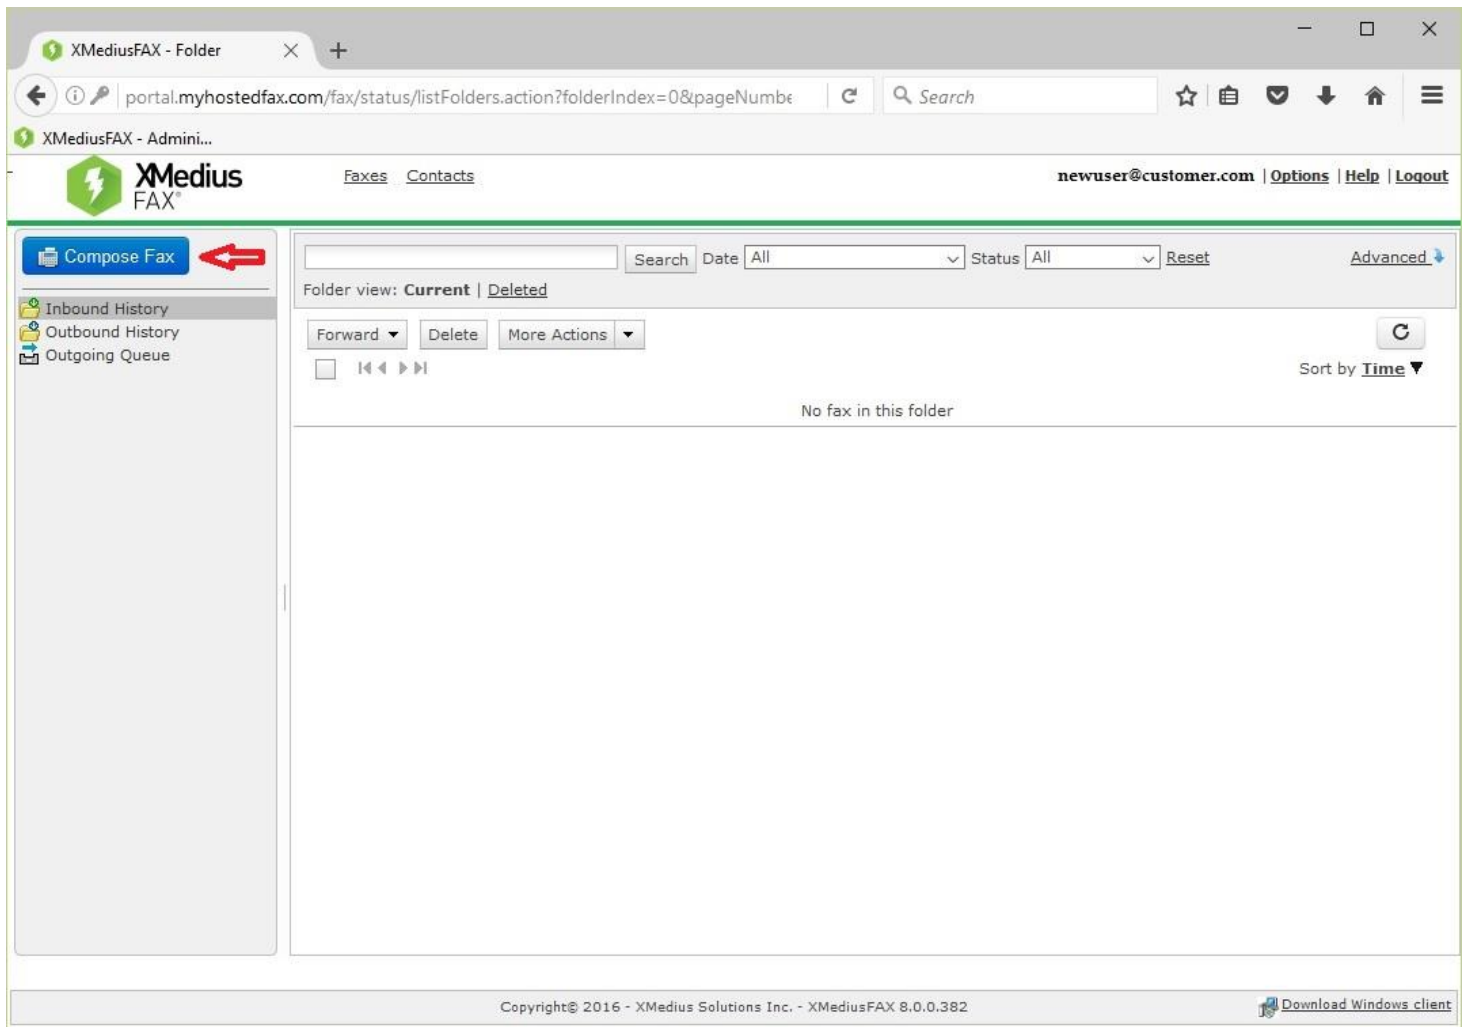 XMediusFAX - Folder
portal.myhostedfax.com/fax/status/listFolders.action?folderIndex=0&pageNumbe
Search
XMediusFAX - Admini...
XMedius
FAX
Faxes Contacts
newuser@customer.com | Options | Help | Logout
Compose Fax
Search Date All Status All Reset Advanced
Folder view: Current | Deleted
Inbound History
Outbound History
Outgoing Queue
Forward Delete More Actions
Sort by Time
No fax in this folder
Copyright© 2016 - XMedius Solutions Inc. - XMediusFAX 8.0.0.382
Download Windows client